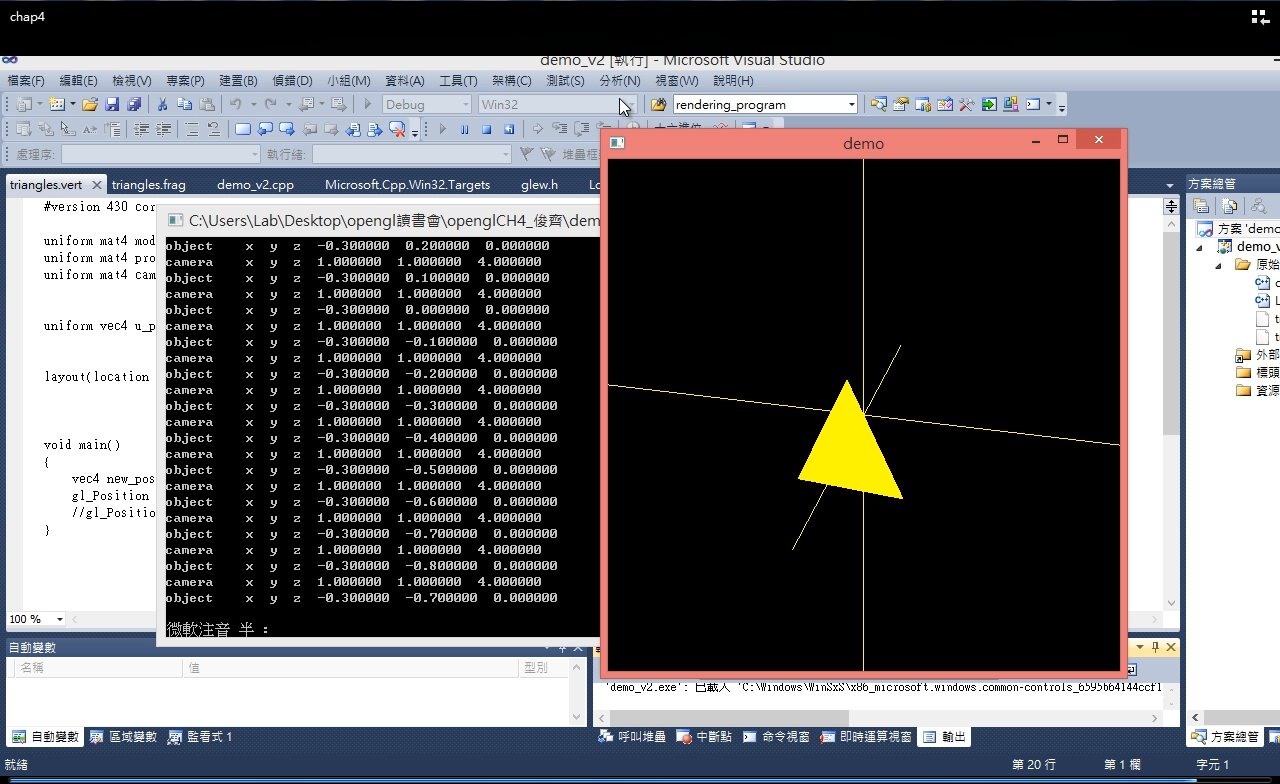 chap4
demo_v2 [執行] - Microsoft Visual Studio
檔案(F) 編輯(E) 檢視(V) 專案(P) 建置(B) 偵錯(D) 小組(M) 資料(A) 工具(T) 架構(C) 測試(S) 分析(N) 視窗(W) 說明(H)
Debug Win32 rendering_program
十六進位
處理序: 執行緒: 堆疊框
triangles.vert triangles.frag demo_v2.cpp Microsoft.Cpp.Win32.Targets glew.h Lo
#version 430 cor
uniform mat4 mod
uniform mat4 pro
uniform mat4 cam
uniform vec4 u_p
layout(location
void main()
{
vec4 new_pos
gl_Position
//gl_Positio
}
100 %
C:\Users\Lab\Desktop\opengl讀書會\openglCH4_俊齊\dem
object x y z -0.300000 0.200000 0.000000
camera x y z 1.000000 1.000000 4.000000
object x y z -0.300000 0.100000 0.000000
camera x y z 1.000000 1.000000 4.000000
object x y z -0.300000 0.000000 0.000000
camera x y z 1.000000 1.000000 4.000000
object x y z -0.300000 -0.100000 0.000000
camera x y z 1.000000 1.000000 4.000000
object x y z -0.300000 -0.200000 0.000000
camera x y z 1.000000 1.000000 4.000000
object x y z -0.300000 -0.300000 0.000000
camera x y z 1.000000 1.000000 4.000000
object x y z -0.300000 -0.400000 0.000000
camera x y z 1.000000 1.000000 4.000000
object x y z -0.300000 -0.500000 0.000000
camera x y z 1.000000 1.000000 4.000000
object x y z -0.300000 -0.600000 0.000000
camera x y z 1.000000 1.000000 4.000000
object x y z -0.300000 -0.700000 0.000000
camera x y z 1.000000 1.000000 4.000000
object x y z -0.300000 -0.800000 0.000000
camera x y z 1.000000 1.000000 4.000000
object x y z -0.300000 -0.700000 0.000000
微軟注音 半 :
demo
方案總管
方案 'demo
demo_v
原始
外部
標頭
資源
自動變數
名稱 值 型別
'demo_v2.exe': 已載入 'C:\Windows\WinSxS\x86_microsoft.windows.common-controls_6595b64144ccf1
自動變數 區域變數 監看式 1
呼叫堆疊 中斷點 命令視窗 即時運算視窗 輸出
方案總管
就緒 第 20 行 第 1 欄 字元 1